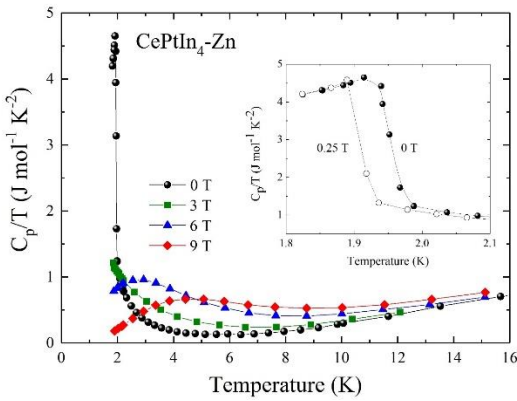 CePtIn₄-Zn
Cₚ/T (J mol⁻¹ K⁻²)
5
4
3
2
1
0
0 2 4 6 8 10 12 14 16
Temperature (K)
0 T
3 T
6 T
9 T
Cₚ/T (J mol⁻¹ K⁻²)
5
4
3
2
1
0.25 T
0 T
1.8 1.9 2.0 2.1
Temperature (K)